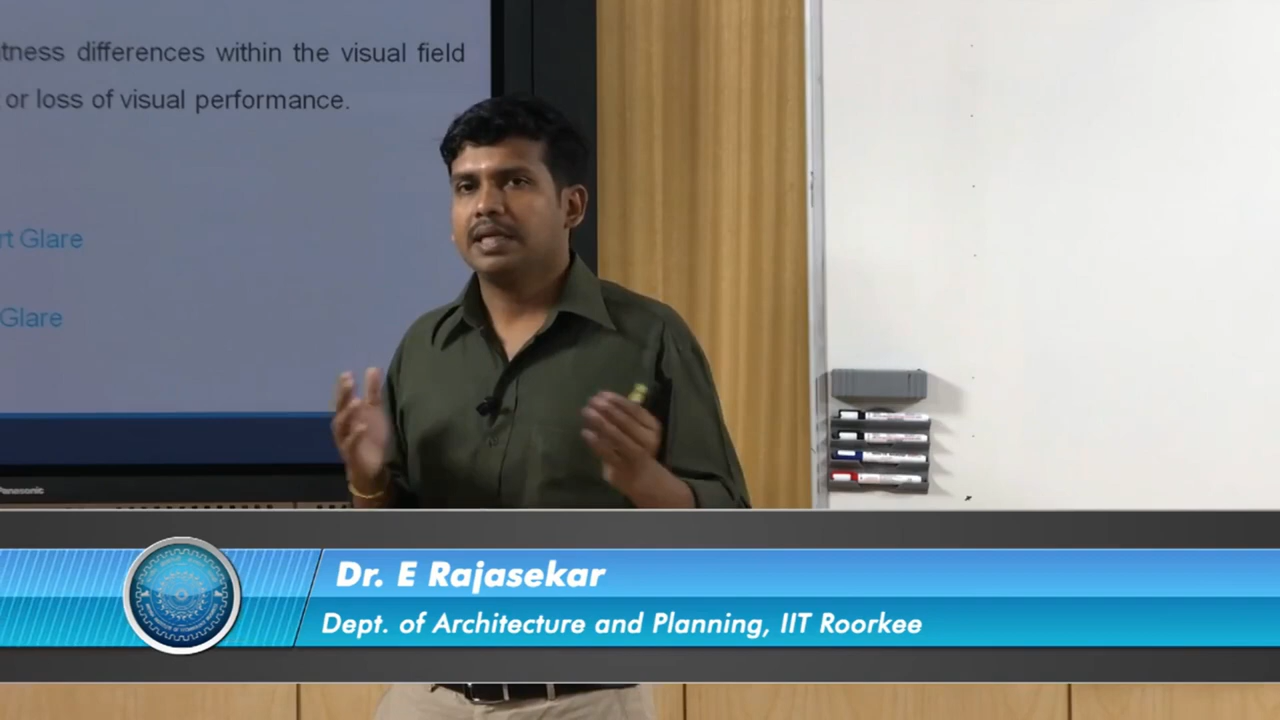 tness differences within the visual field
or loss of visual performance.
rt Glare
Glare
Panasonic
Dr. E Rajasekar
Dept. of Architecture and Planning, IIT Roorkee